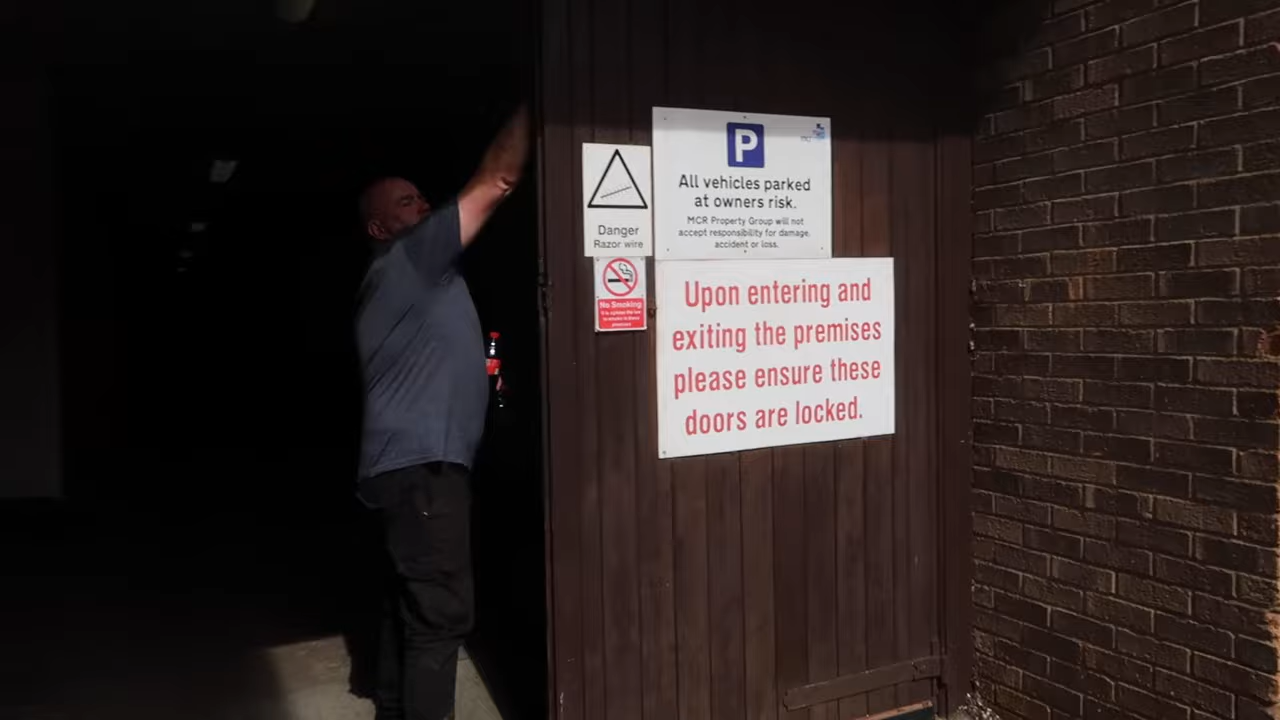 P
All vehicles parked
at owners risk.
MCR Property Group will not
accept responsibility for damage,
accident or loss.
Danger
Razor wire
No Smoking
Upon entering and
exiting the premises
please ensure these
doors are locked.